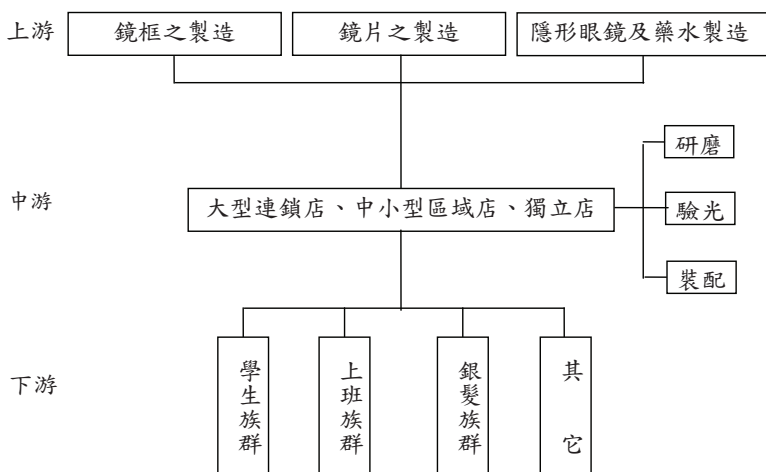 上游
鏡框之製造
鏡片之製造
隱形眼鏡及藥水製造
研磨
中游
大型連鎖店、中小型區域店、獨立店
驗光
裝配
下游
學生族群
上班族群
銀髮族群
其它